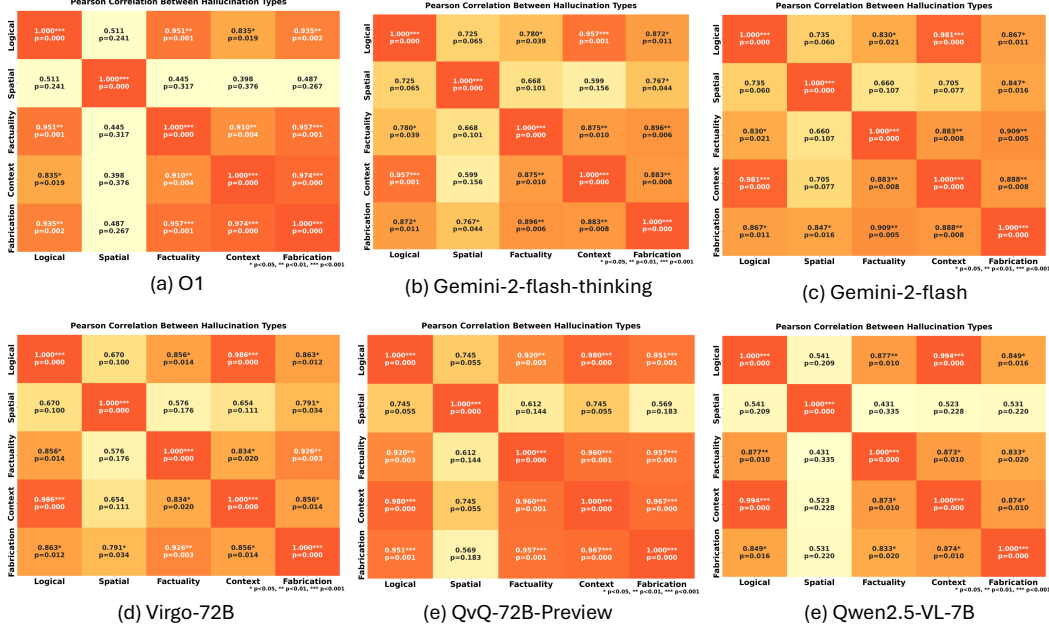 Pearson Correlation Between Hallucination Types
Logical
1.000*** 0.511 0.951** 0.835* 0.935**
p=0.000 p=0.241 p=0.001 p=0.019 p=0.002
Spatial
0.511 1.000*** 0.445 0.398 0.487
0.241 p=0.000 p=0.317 p=0.376 p=0.267
Factuality
0.951** 0.445 1.000*** 0.910** 0.957***
p=0.001 p=0.317 p=0.000 p=0.004 p=0.001
Context
0.835* 0.398 0.910** 1.000*** 0.974***
p=0.019 p=0.376 p=0.004 p=0.000 p=0.000
Fabrication
0.935** 0.487 0.957*** 0.974*** 1.000***
p=0.002 p=0.267 p=0.001 p=0.000 p=0.000
Logical Spatial Factuality Context Fabrication
* p<0.05, ** p<0.01, *** p<0.001
(a) O1
Pearson Correlation Between Hallucination Types
Logical
1.000*** 0.725 0.780* 0.957*** 0.872*
p=0.000 p=0.065 p=0.039 p=0.001 p=0.011
Spatial
0.725 1.000*** 0.668 0.599 0.767*
p=0.065 p=0.000 p=0.101 p=0.156 p=0.044
Factuality
0.780* 0.668 1.000*** 0.875** 0.896**
p=0.039 p=0.101 p=0.000 p=0.010 p=0.006
Context
0.957*** 0.599 0.875** 1.000*** 0.883**
p=0.001 p=0.156 p=0.010 p=0.000 p=0.008
Fabrication
0.872* 0.767* 0.896** 0.883** 1.000***
p=0.011 p=0.044 p=0.006 p=0.008 p=0.000
Logical Spatial Factuality Context Fabrication
* p<0.05, ** p<0.01, *** p<0.001
(b) Gemini-2-flash-thinking
Pearson Correlation Between Hallucination Types
Logical
1.000*** 0.735 0.830* 0.981*** 0.867*
p=0.000 p=0.060 p=0.021 p=0.000 p=0.011
Spatial
0.735 1.000*** 0.660 0.705 0.847*
p=0.060 p=0.000 p=0.107 p=0.077 p=0.016
Factuality
0.830* 0.660 1.000*** 0.883** 0.909**
p=0.021 p=0.107 p=0.000 p=0.008 p=0.005
Context
0.981*** 0.705 0.883** 1.000*** 0.888**
p=0.000 p=0.077 p=0.008 p=0.000 p=0.008
Fabrication
0.867* 0.847* 0.909** 0.888** 1.000***
p=0.011 p=0.016 p=0.005 p=0.008 p=0.000
Logical Spatial Factuality Context Fabrication
* p<0.05, ** p<0.01, *** p<0.001
(c) Gemini-2-flash
Pearson Correlation Between Hallucination Types
Logical
1.000*** 0.670 0.856* 0.986*** 0.863*
p=0.000 p=0.100 p=0.014 p=0.000 p=0.012
Spatial
0.670 1.000*** 0.576 0.654 0.791*
p=0.100 p=0.000 p=0.176 p=0.111 p=0.034
Factuality
0.856* 0.576 1.000*** 0.834* 0.926**
p=0.014 p=0.176 p=0.000 p=0.020 p=0.003
Context
0.986*** 0.654 0.834* 1.000*** 0.856*
p=0.000 p=0.111 p=0.020 p=0.000 p=0.014
Fabrication
0.863* 0.791* 0.926** 0.856* 1.000***
p=0.012 p=0.034 p=0.003 p=0.014 p=0.000
Logical Spatial Factuality Context Fabrication
* p<0.05, ** p<0.01, *** p<0.001
(d) Virgo-72B
Pearson Correlation Between Hallucination Types
Logical
1.000*** 0.745 0.920** 0.980*** 0.951***
p=0.000 p=0.055 p=0.003 p=0.000 p=0.001
Spatial
0.745 1.000*** 0.612 0.745 0.569
p=0.055 p=0.000 p=0.144 p=0.055 p=0.183
Factuality
0.920** 0.612 1.000*** 0.960*** 0.957***
p=0.003 p=0.144 p=0.000 p=0.001 p=0.001
Context
0.980*** 0.745 0.960*** 1.000*** 0.967***
p=0.000 p=0.055 p=0.001 p=0.000 p=0.000
Fabrication
0.951*** 0.569 0.957*** 0.967*** 1.000***
p=0.001 p=0.183 p=0.001 p=0.000 p=0.000
Logical Spatial Factuality Context Fabrication
* p<0.05, ** p<0.01, *** p<0.001
(e) QvQ-72B-Preview
Pearson Correlation Between Hallucination Types
Logical
1.000*** 0.541 0.877** 0.994*** 0.849*
p=0.000 p=0.209 p=0.010 p=0.000 p=0.016
Spatial
0.541 1.000*** 0.431 0.523 0.531
p=0.209 p=0.000 p=0.335 p=0.228 p=0.220
Factuality
0.877** 0.431 1.000*** 0.873* 0.833*
p=0.010 p=0.335 p=0.000 p=0.010 p=0.020
Context
0.994*** 0.523 0.873* 1.000*** 0.874*
p=0.000 p=0.228 p=0.010 p=0.000 p=0.010
Fabrication
0.849* 0.531 0.833* 0.874* 1.000***
p=0.016 p=0.220 p=0.020 p=0.010 p=0.000
Logical Spatial Factuality Context Fabrication
* p<0.05, ** p<0.01, *** p<0.001
(e) Qwen2.5-VL-7B